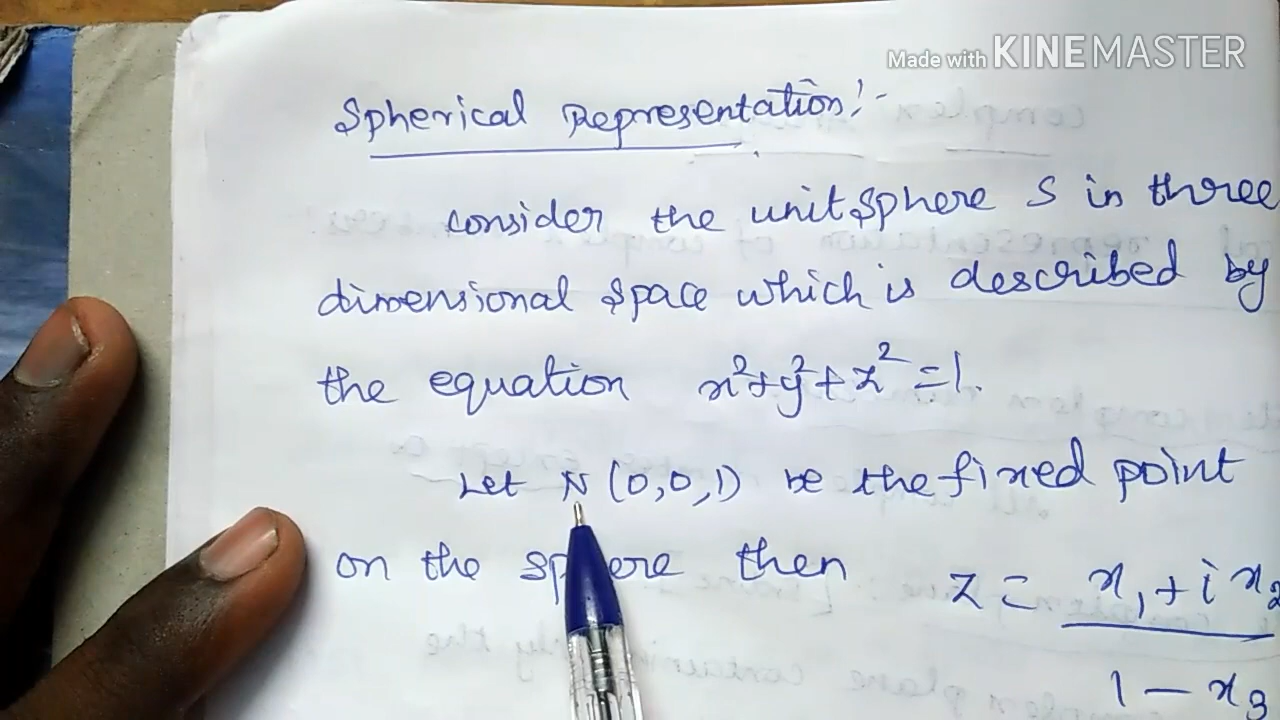 Made with KINEMASTER
Spherical Representation:-
consider the unit sphere S in three
dimensional space which is described by
the equation x²+y²+z²=1.
Let N(0,0,1) be the fixed point
on the sphere then z = x₁+ix₂
1-x₃